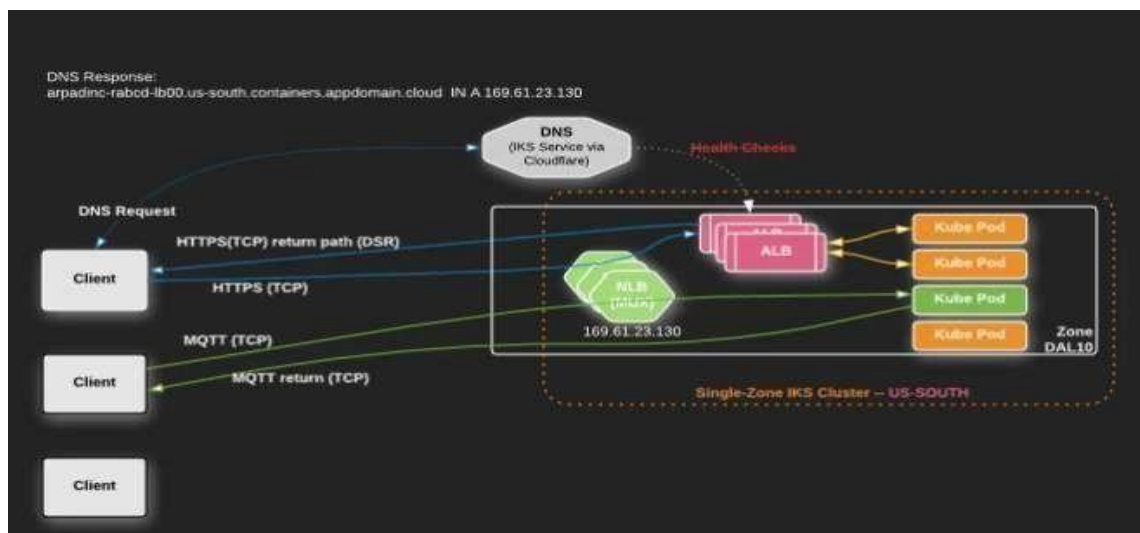 DNS Response:
arpadinc-rabcd-lb00.us-south.containers.appdomain.cloud IN A 169.61.23.130
DNS
(IKS Service via
Cloudflare)
Health Checks
DNS Request
HTTPS(TCP) return path (DSR)
Client
HTTPS (TCP)
ALB
ALB
Kube Pod
Kube Pod
NLB
(MUX)
Kube Pod
169.61.23.130
Kube Pod
Zone
DAL10
MQTT (TCP)
Client
MQTT return (TCP)
Single-Zone IKS Cluster -- US-SOUTH
Client